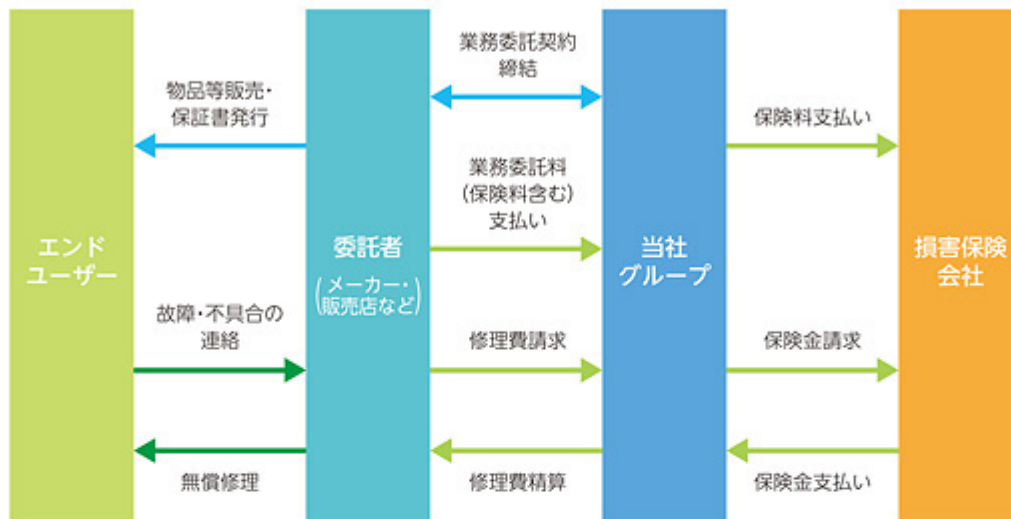 業務委託契約
締結
物品等販売・
保証書発行
保険料支払い
業務委託料
(保険料含む)
支払い
エンド
ユーザー
委託者
(メーカー・
販売店など)
当社
グループ
損害保険
会社
故障・不具合の
連絡
修理費請求
保険金請求
無償修理
修理費精算
保険金支払い